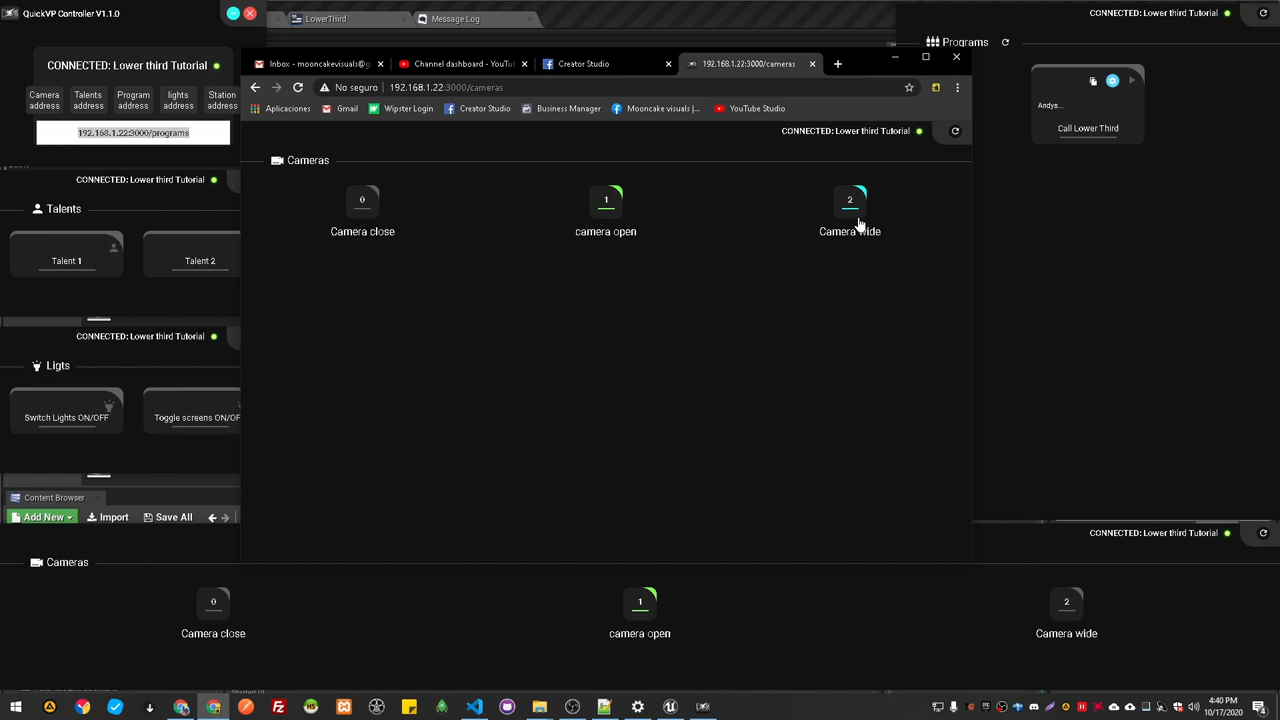 QuickVP Controller V1.1.0
LowerThird
Message Log
CONNECTED: Lower third Tutorial
Programs
CONNECTED: Lower third Tutorial
Camera address
Talents address
Program address
lights address
Station address
192.168.1.22:3000/programs
Inbox - mooncakevisuals@g
Channel dashboard - YouTu
Creator Studio
192.168.1.22:3000/cameras
No seguro
192.168.1.22:3000/cameras
Aplicaciones
Gmail
Wipster Login
Creator Studio
Business Manager
Mooncake visuals |...
YouTube Studio
Andys...
Call Lower Third
CONNECTED: Lower third Tutorial
Cameras
0
Camera close
1
camera open
2
Camera wide
CONNECTED: Lower third Tutorial
Talents
Talent 1
Talent 2
CONNECTED: Lower third Tutorial
Ligts
Switch Lights ON/OFF
Toggle screens ON/OF
Content Browser
Add New
Import
Save All
CONNECTED: Lower third Tutorial
Cameras
0
Camera close
1
camera open
2
Camera wide
4:40 PM
10/17/2020